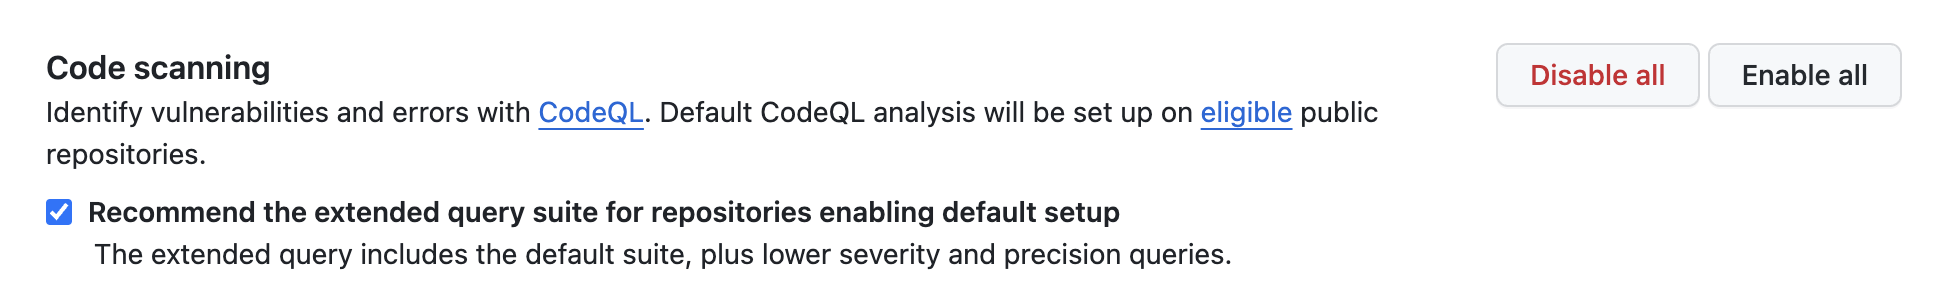 Code scanning
Disable all
Enable all
Identify vulnerabilities and errors with CodeQL. Default CodeQL analysis will be set up on eligible public
repositories.
Recommend the extended query suite for repositories enabling default setup
The extended query includes the default suite, plus lower severity and precision queries.